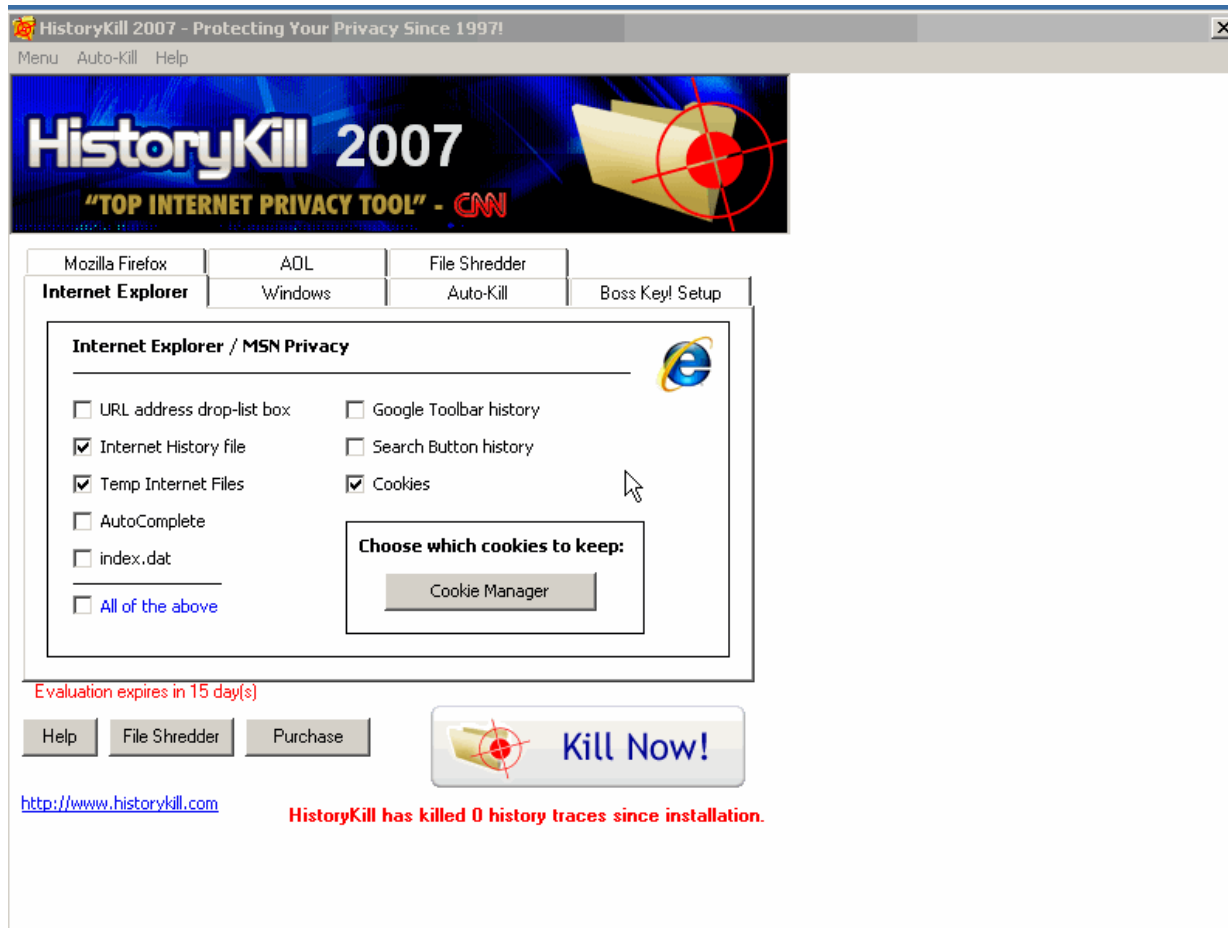 HistoryKill 2007 - Protecting Your Privacy Since 1997!
Menu Auto-Kill Help
HistoryKill 2007
"TOP INTERNET PRIVACY TOOL" - CNN
Mozilla Firefox AOL File Shredder
Internet Explorer Windows Auto-Kill Boss Key! Setup
Internet Explorer / MSN Privacy
URL address drop-list box
Internet History file
Temp Internet Files
AutoComplete
index.dat
All of the above
Google Toolbar history
Search Button history
Cookies
Choose which cookies to keep:
Cookie Manager
Evaluation expires in 15 day(s)
Help File Shredder Purchase
Kill Now!
http://www.historykill.com
HistoryKill has killed 0 history traces since installation.